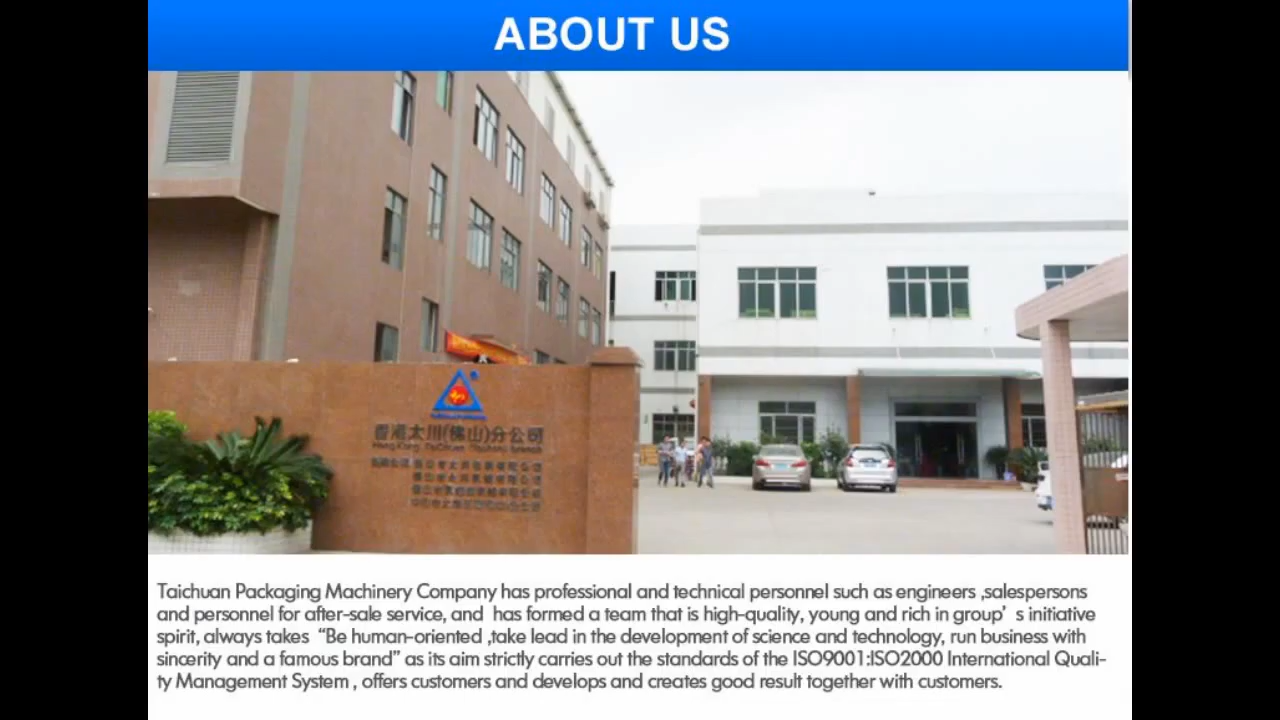 ABOUT US
香港太川(佛山)分公司
Taichuan Packaging Machinery Company has professional and technical personnel such as engineers ,salespersons
and personnel for after-sale service, and has formed a team that is high-quality, young and rich in group’ s initiative
spirit, always takes “Be human-oriented ,take lead in the development of science and technology, run business with
sincerity and a famous brand” as its aim strictly carries out the standards of the ISO9001:ISO2000 International Quali-
ty Management System , offers customers and develops and creates good result together with customers.